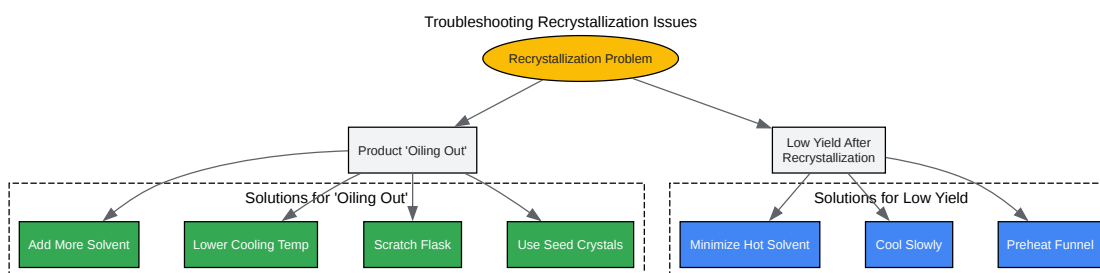 Troubleshooting Recrystallization Issues
Recrystallization Problem
Product 'Oiling Out'
Low Yield After
Recrystallization
Solutions for 'Oiling Out'
Solutions for Low Yield
Add More Solvent
Lower Cooling Temp
Scratch Flask
Use Seed Crystals
Minimize Hot Solvent
Cool Slowly
Preheat Funnel